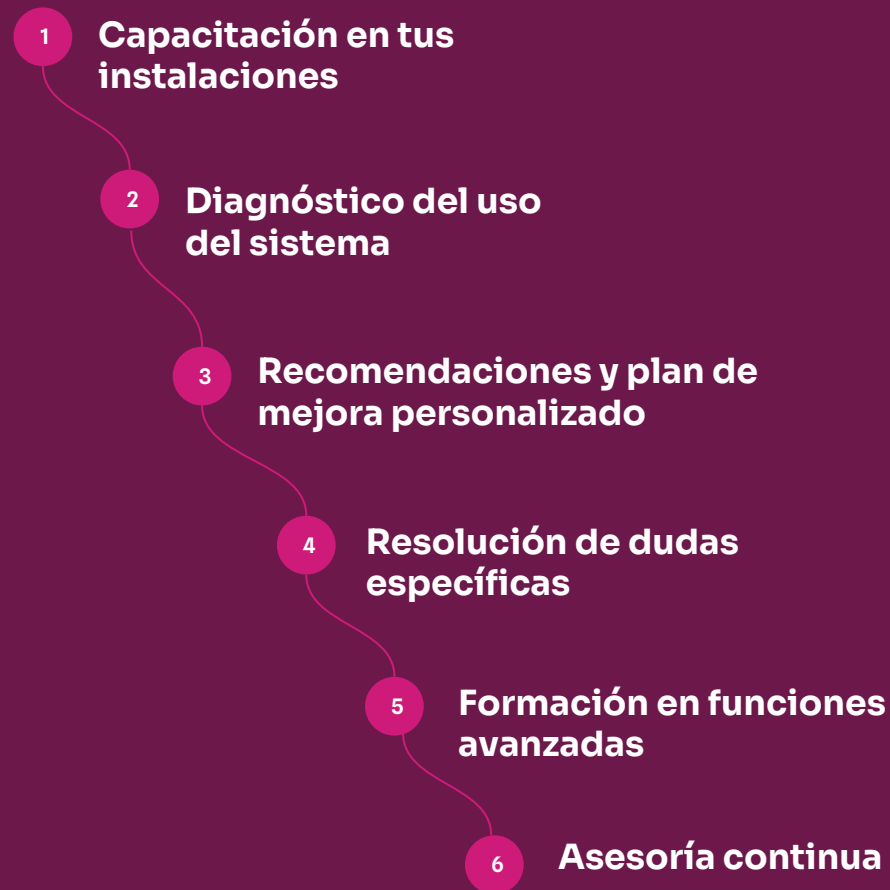 1
Capacitación en tus
instalaciones
2
Diagnóstico del uso
del sistema
3
Recomendaciones y plan de
mejora personalizado
4
Resolución de dudas
específicas
5
Formación en funciones
avanzadas
6
Asesoría continua